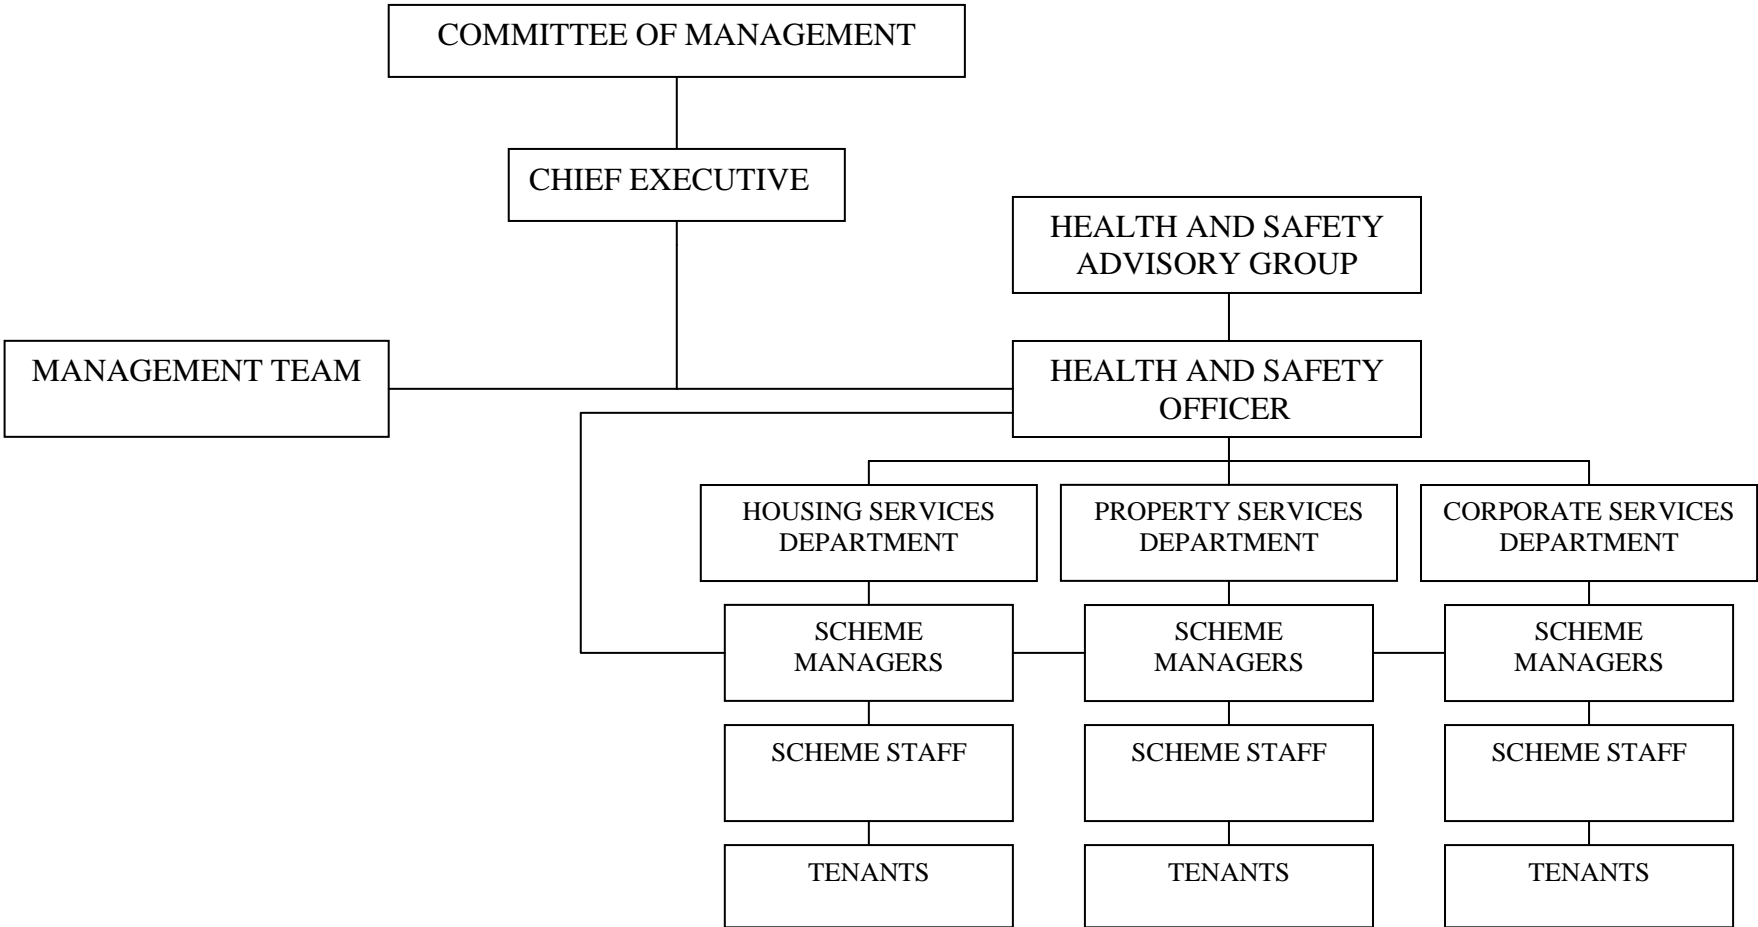 COMMITTEE OF MANAGEMENT
CHIEF EXECUTIVE
HEALTH AND SAFETY
ADVISORY GROUP
MANAGEMENT TEAM
HEALTH AND SAFETY
OFFICER
HOUSING SERVICES
DEPARTMENT
PROPERTY SERVICES
DEPARTMENT
CORPORATE SERVICES
DEPARTMENT
SCHEME
MANAGERS
SCHEME
MANAGERS
SCHEME
MANAGERS
SCHEME STAFF
SCHEME STAFF
SCHEME STAFF
TENANTS
TENANTS
TENANTS